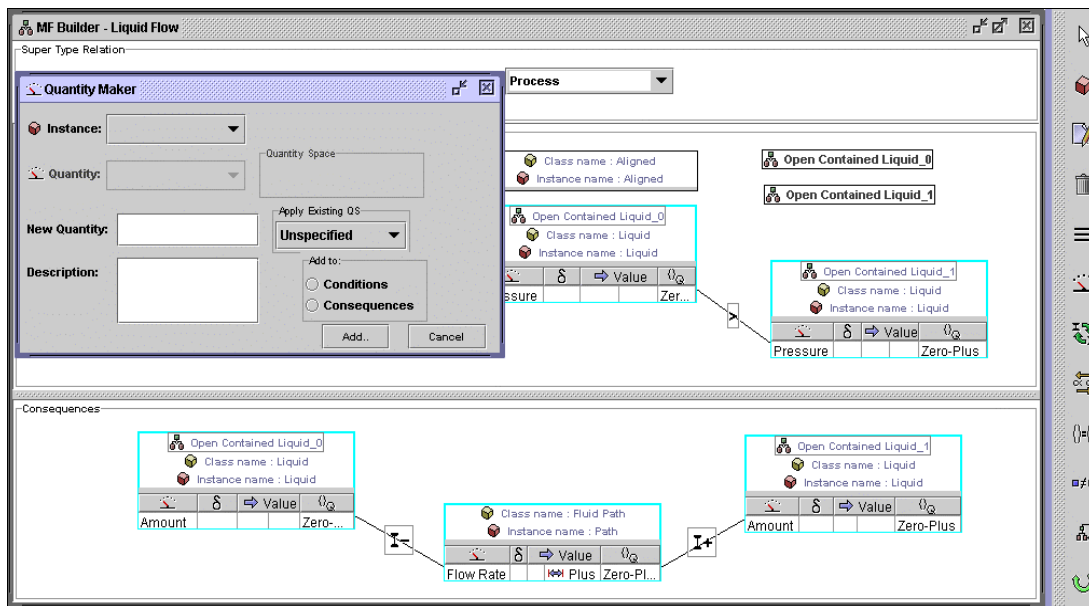 MF Builder - Liquid Flow
Super Type Relation
Process
Quantity Maker
Instance:
Quantity:
Quantity Space
New Quantity:
Apply Existing QS
Unspecified
Description:
Add to:
Conditions
Consequences
Add..
Cancel
Class name : Aligned
Instance name : Aligned
Open Contained Liquid_0
Open Contained Liquid_1
Open Contained Liquid_0
Class name : Liquid
Instance name : Liquid
δ Value Q
ssure Zer...
>
Open Contained Liquid_1
Class name : Liquid
Instance name : Liquid
δ Value Q
Pressure Zero-Plus
Consequences
Open Contained Liquid_0
Class name : Liquid
Instance name : Liquid
δ Value Q
Amount Zero-...
I-
Class name : Fluid Path
Instance name : Path
δ Value Q
Flow Rate Plus Zero-Pl...
I+
Open Contained Liquid_1
Class name : Liquid
Instance name : Liquid
δ Value Q
Amount Zero-Plus